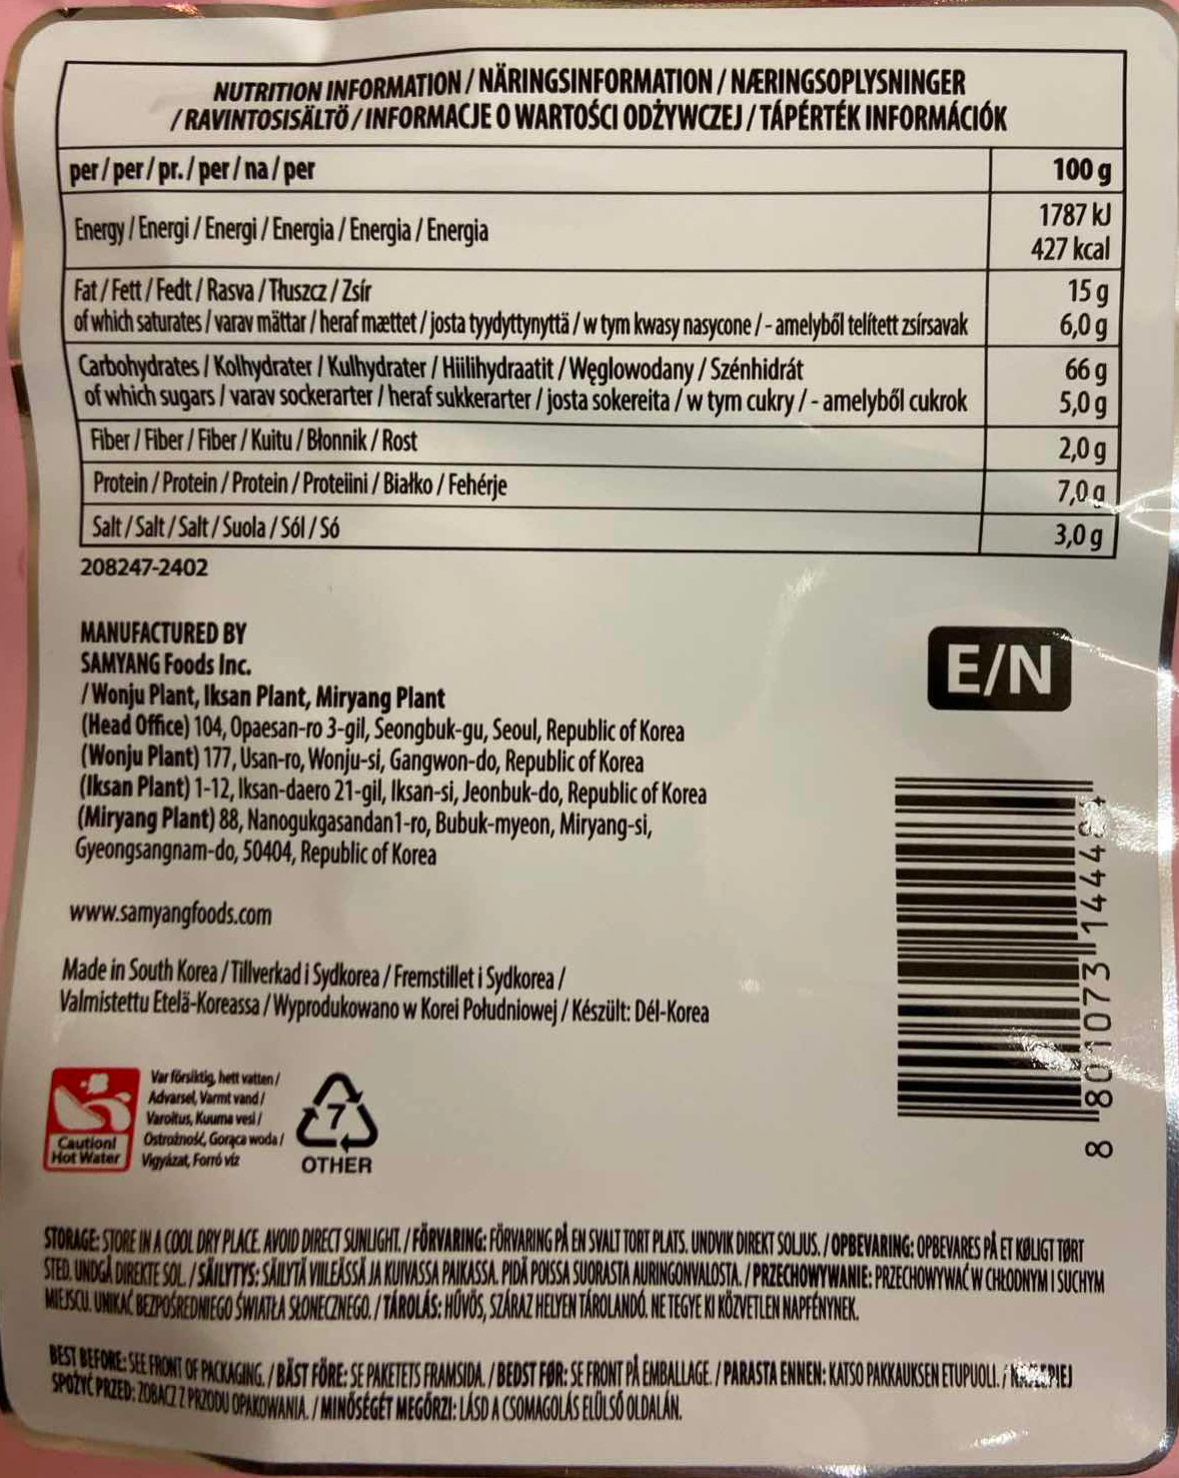 NUTRITION INFORMATION / NÄRINGSINFORMATION / NÆRINGSOPLYSNINGER
/ RAVINTOSISÄLTÖ / INFORMACJE O WARTOŚCI ODŻYWCZEJ / TÁPÉRTÉK INFORMÁCIÓK
per / per / pr. / per / na / per 100 g
Energy / Energi / Energi / Energia / Energia / Energia 1787 kJ
427 kcal
Fat / Fett / Fedt / Rasva / Tłuszcz / Zsír 15 g
of which saturates / varav mättar / heraf mættet / josta tyydyttynyttä / w tym kwasy nasycone / - amelyből telített zsírsavak 6,0 g
Carbohydrates / Kolhydrater / Kulhydrater / Hiilihydraatit / Węglowodany / Szénhidrát 66 g
of which sugars / varav sockerarter / heraf sukkerarter / josta sokereita / w tym cukry / - amelyből cukrok 5,0 g
Fiber / Fiber / Fiber / Kuitu / Błonnik / Rost 2,0 g
Protein / Protein / Protein / Proteiini / Białko / Fehérje 7,0 g
Salt / Salt / Salt / Suola / Sól / Só 3,0 g
208247-2402
MANUFACTURED BY
SAMYANG Foods Inc.
/ Wonju Plant, Iksan Plant, Miryang Plant
(Head Office) 104, Opaesan-ro 3-gil, Seongbuk-gu, Seoul, Republic of Korea
(Wonju Plant) 177, Usan-ro, Wonju-si, Gangwon-do, Republic of Korea
(Iksan Plant) 1-12, Iksan-daero 21-gil, Iksan-si, Jeonbuk-do, Republic of Korea
(Miryang Plant) 88, Nanogukgasandan1-ro, Bubuk-myeon, Miryang-si,
Gyeongsangnam-do, 50404, Republic of Korea
E/N
www.samyangfoods.com
Made in South Korea / Tillverkad i Sydkorea / Fremstillet i Sydkorea /
Valmistettu Etelä-Koreassa / Wyprodukowano w Korei Południowej / Készült: Dél-Korea
8 801073
Caution!
Hot Water
Var försiktig, hett vatten /
Advarsel, Varmt vand /
Varoitus, Kuuma vesi /
Ostrożność, Gorąca woda /
Vigyázat, Forró víz
7
OTHER
STORAGE: STORE IN A COOL DRY PLACE. AVOID DIRECT SUNLIGHT. / FÖRVARING: FÖRVARING PÅ EN SVALT TORT PLATS. UNDVIK DIREKT SOLJUS. / OPBEVARING: OPBEVARES PÅ ET KØLIGT TØRT
STED. UNDGÅ DIREKTE SOL. / SÄILYTYS: SÄILYTÄ VIILEÄSSÄ JA KUIVASSA PAIKASSA. PIDÄ POISSA SUORASTA AURINGONVALOSTA. / PRZECHOWYWANIE: PRZECHOWYWAĆ W CHŁODNYM I SUCHYM
MIEJSCU. UNIKAĆ BEZPOŚREDNIEGO ŚWIATŁA SŁONECZNEGO. / TÁROLÁS: HŰVÖS, SZÁRAZ HELYEN TÁROLANDÓ. NE TEGYE KI KÖZVETLEN NAPFÉNYNEK.
BEST BEFORE: SEE FRONT OF PACKAGING. / BÄST FÖRE: SE PAKETETS FRAMSIDA. / BEDST FØR: SE FRONT PÅ EMBALLAGE. / PARASTA ENNEN: KATSO PAKKAUKSEN ETUPUOLI. /
SPOŻYĆ PRZED: ZOBACZ Z PRZODU OPAKOWANIA. / MINŐSÉGÉT MEGŐRZI: LÁSD A CSOMAGOLÁS ELÜLSŐ OLDALÁN.